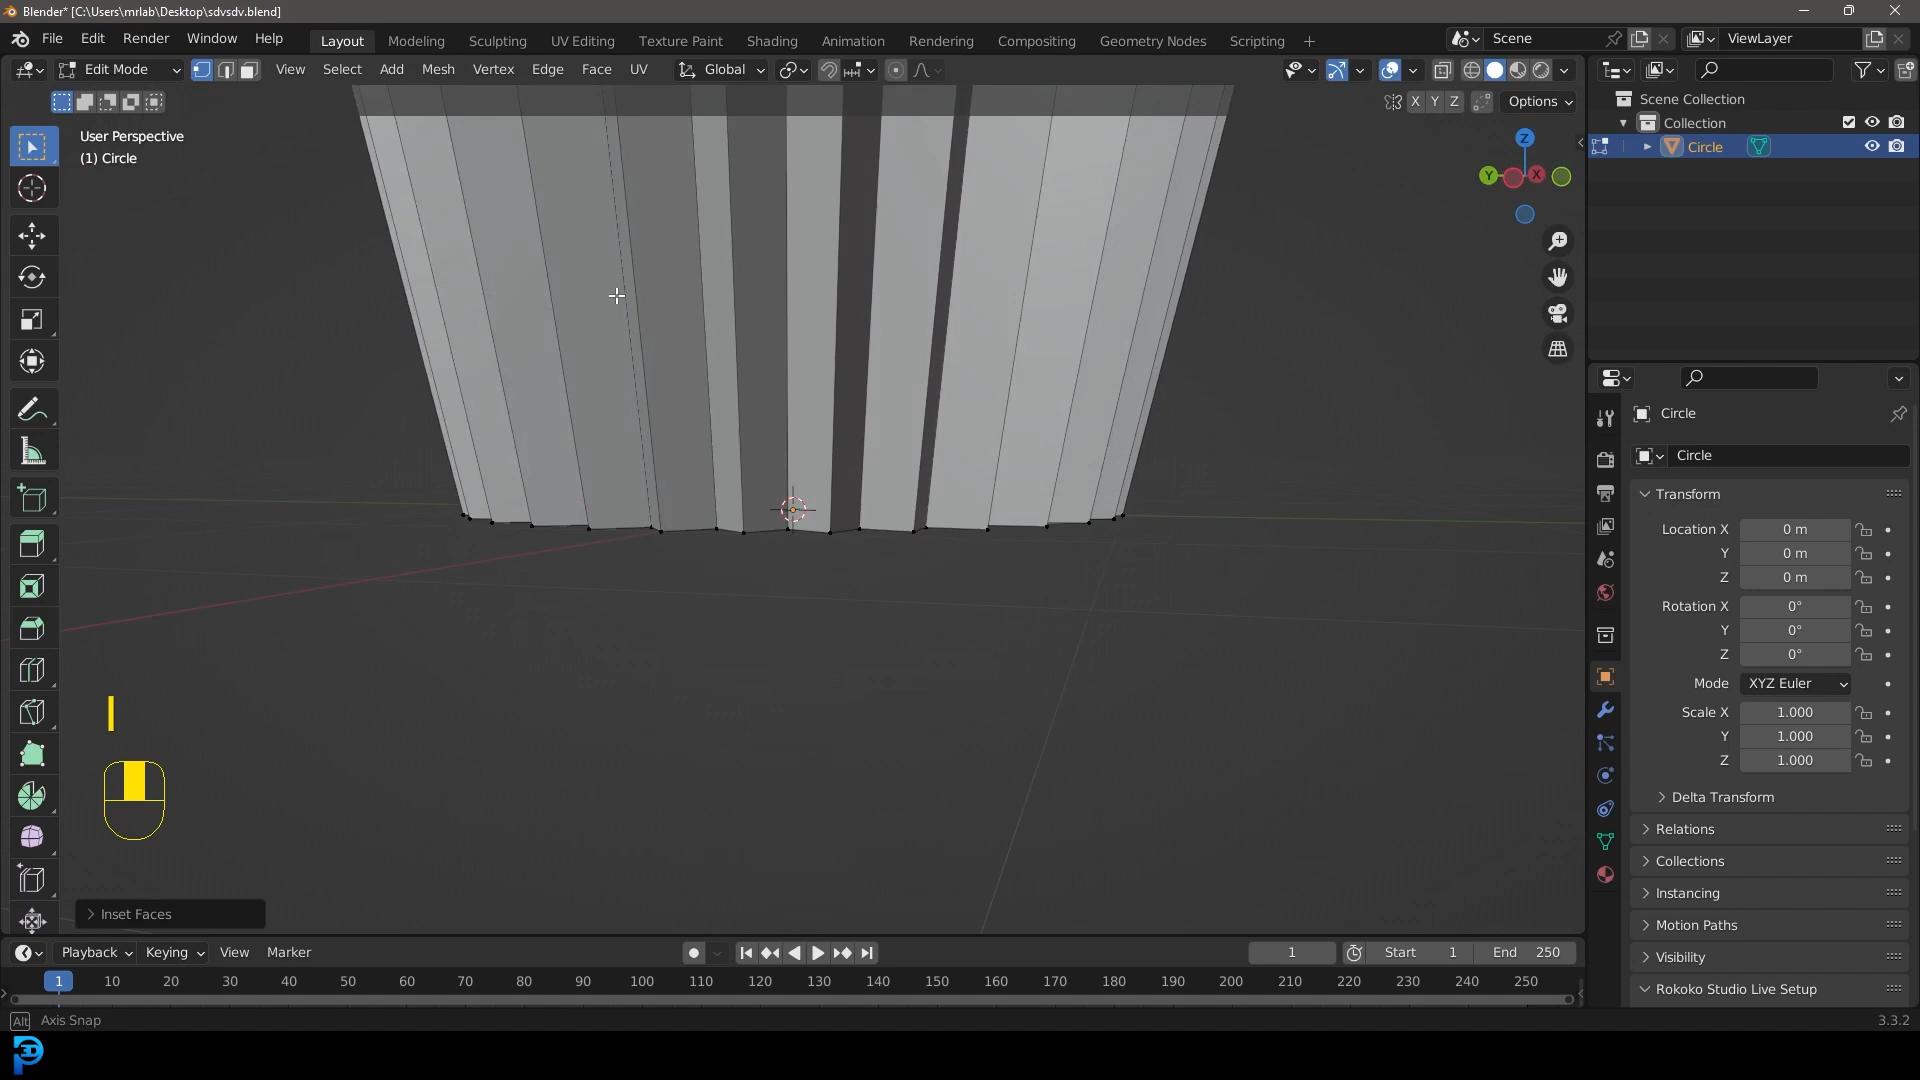 Blender* [C:\Users\mrlab\Desktop\sdvsdv.blend]
File Edit Render Window Help Layout Modeling Sculpting UV Editing Texture Paint Shading Animation Rendering Compositing Geometry Nodes Scripting + Scene ViewLayer
Edit Mode View Select Add Mesh Vertex Edge Face UV Global
X Y Z Options
User Perspective
(1) Circle
Z
Y
X
Inset Faces
Scene Collection
Collection
Circle
Circle
Circle
Transform
Location X 0 m
Y 0 m
Z 0 m
Rotation X 0°
Y 0°
Z 0°
Mode XYZ Euler
Scale X 1.000
Y 1.000
Z 1.000
Delta Transform
Relations
Collections
Instancing
Motion Paths
Visibility
Rokoko Studio Live Setup
Playback Keying View Marker 1 Start 1 End 250
1 10 20 30 40 50 60 70 80 90 100 110 120 130 140 150 160 170 180 190 200 210 220 230 240 250
Alt Axis Snap 3.3.2